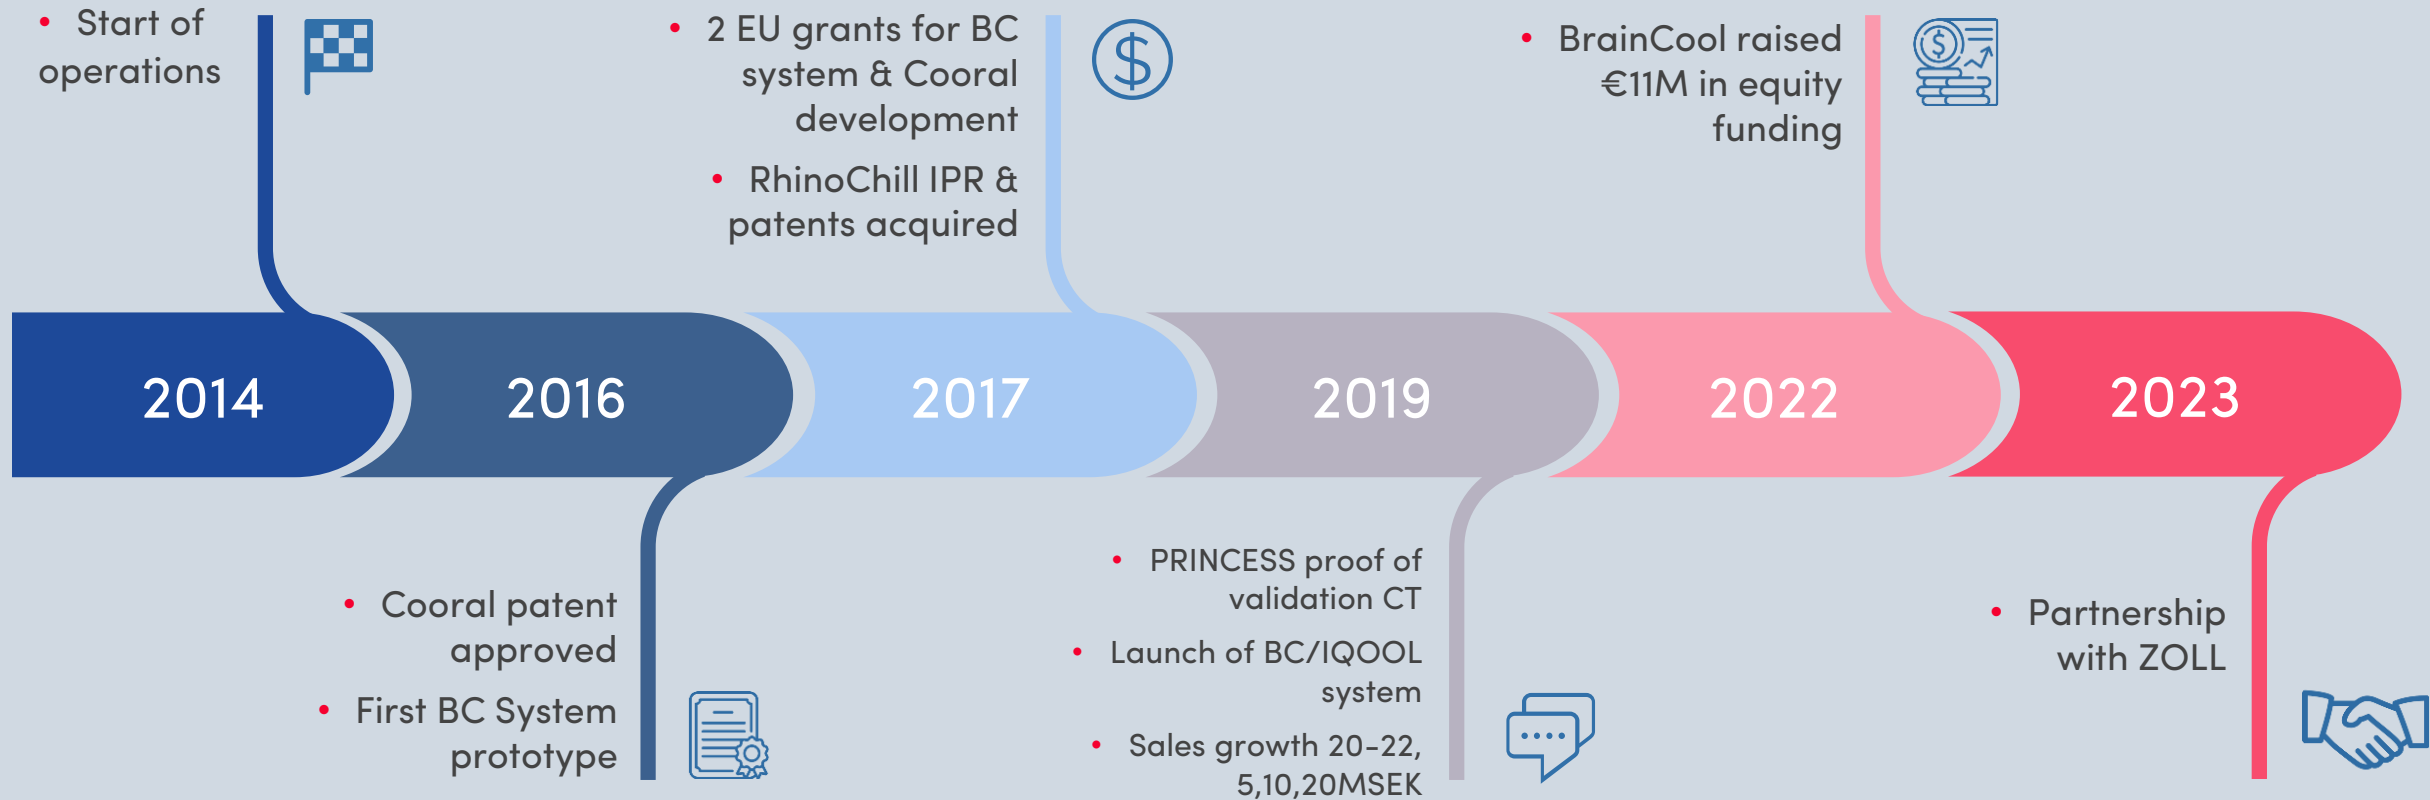 • Start of
operations
• 2 EU grants for BC
system & Cooral
development
• RhinoChill IPR &
patents acquired
• BrainCool raised
€11M in equity
funding
2014
2016
2017
2019
2022
2023
• Cooral patent
approved
• First BC System
prototype
• PRINCESS proof of
validation CT
• Launch of BC/IQOOL
system
• Sales growth 20-22,
5,10,20MSEK
• Partnership
with ZOLL